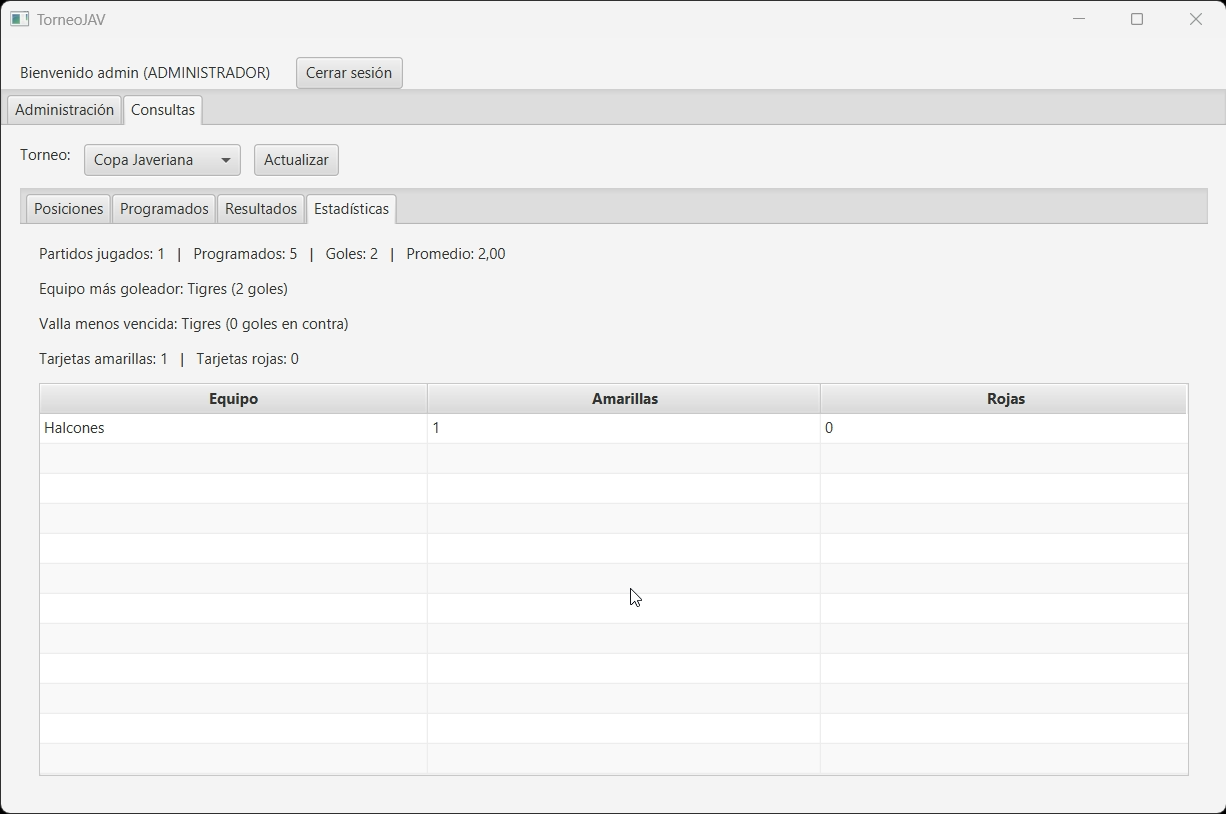 TorneoJAV
Bienvenido admin (ADMINISTRADOR) Cerrar sesión
Administración Consultas
Torneo: Copa Javeriana Actualizar
Posiciones Programados Resultados Estadísticas
Partidos jugados: 1 | Programados: 5 | Goles: 2 | Promedio: 2,00
Equipo más goleador: Tigres (2 goles)
Valla menos vencida: Tigres (0 goles en contra)
Tarjetas amarillas: 1 | Tarjetas rojas: 0
Equipo Amarillas Rojas
Halcones 1 0